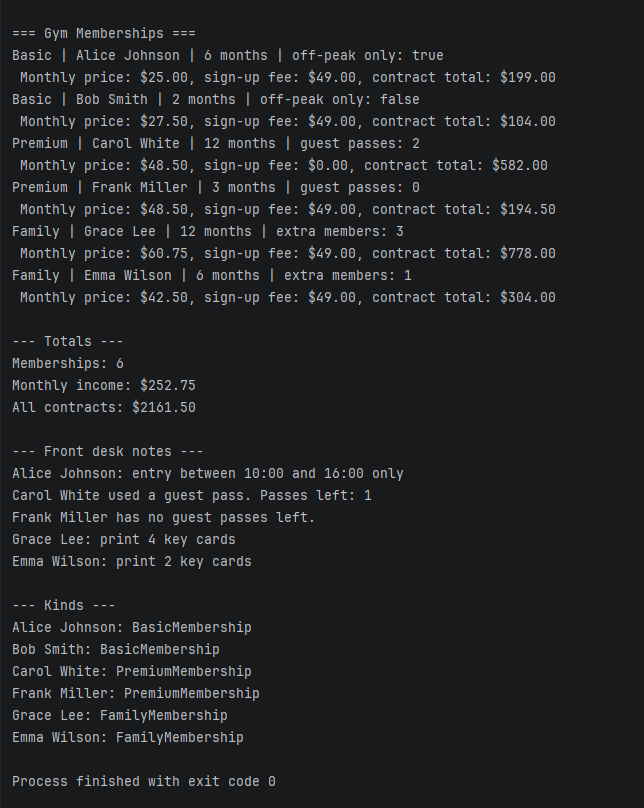 === Gym Memberships ===
Basic | Alice Johnson | 6 months | off-peak only: true
 Monthly price: $25.00, sign-up fee: $49.00, contract total: $199.00
Basic | Bob Smith | 2 months | off-peak only: false
 Monthly price: $27.50, sign-up fee: $49.00, contract total: $104.00
Premium | Carol White | 12 months | guest passes: 2
 Monthly price: $48.50, sign-up fee: $0.00, contract total: $582.00
Premium | Frank Miller | 3 months | guest passes: 0
 Monthly price: $48.50, sign-up fee: $49.00, contract total: $194.50
Family | Grace Lee | 12 months | extra members: 3
 Monthly price: $60.75, sign-up fee: $49.00, contract total: $778.00
Family | Emma Wilson | 6 months | extra members: 1
 Monthly price: $42.50, sign-up fee: $49.00, contract total: $304.00

--- Totals ---
Memberships: 6
Monthly income: $252.75
All contracts: $2161.50

--- Front desk notes ---
Alice Johnson: entry between 10:00 and 16:00 only
Carol White used a guest pass. Passes left: 1
Frank Miller has no guest passes left.
Grace Lee: print 4 key cards
Emma Wilson: print 2 key cards

--- Kinds ---
Alice Johnson: BasicMembership
Bob Smith: BasicMembership
Carol White: PremiumMembership
Frank Miller: PremiumMembership
Grace Lee: FamilyMembership
Emma Wilson: FamilyMembership

Process finished with exit code 0